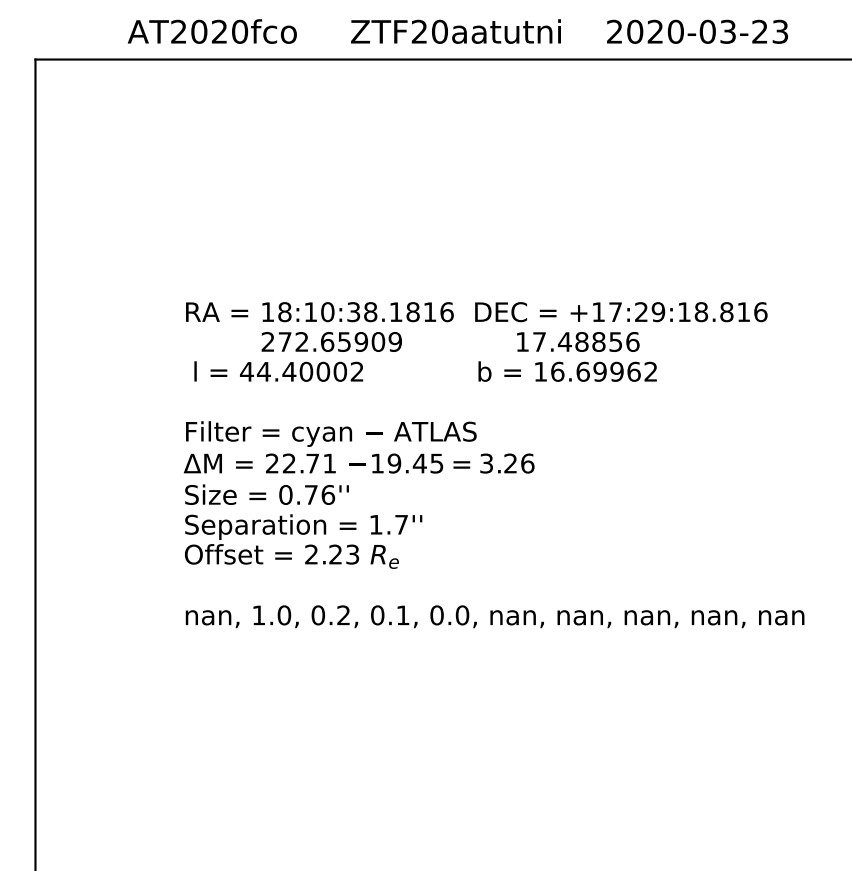 AT2020fco ZTF20aatutni 2020-03-23
RA = 18:10:38.1816 DEC = +17:29:18.816
272.65909 17.48856
l = 44.40002 b = 16.69962
Filter = cyan − ATLAS
ΔM = 22.71 −19.45 = 3.26
Size = 0.76''
Separation = 1.7''
Offset = 2.23 Re
nan, 1.0, 0.2, 0.1, 0.0, nan, nan, nan, nan, nan